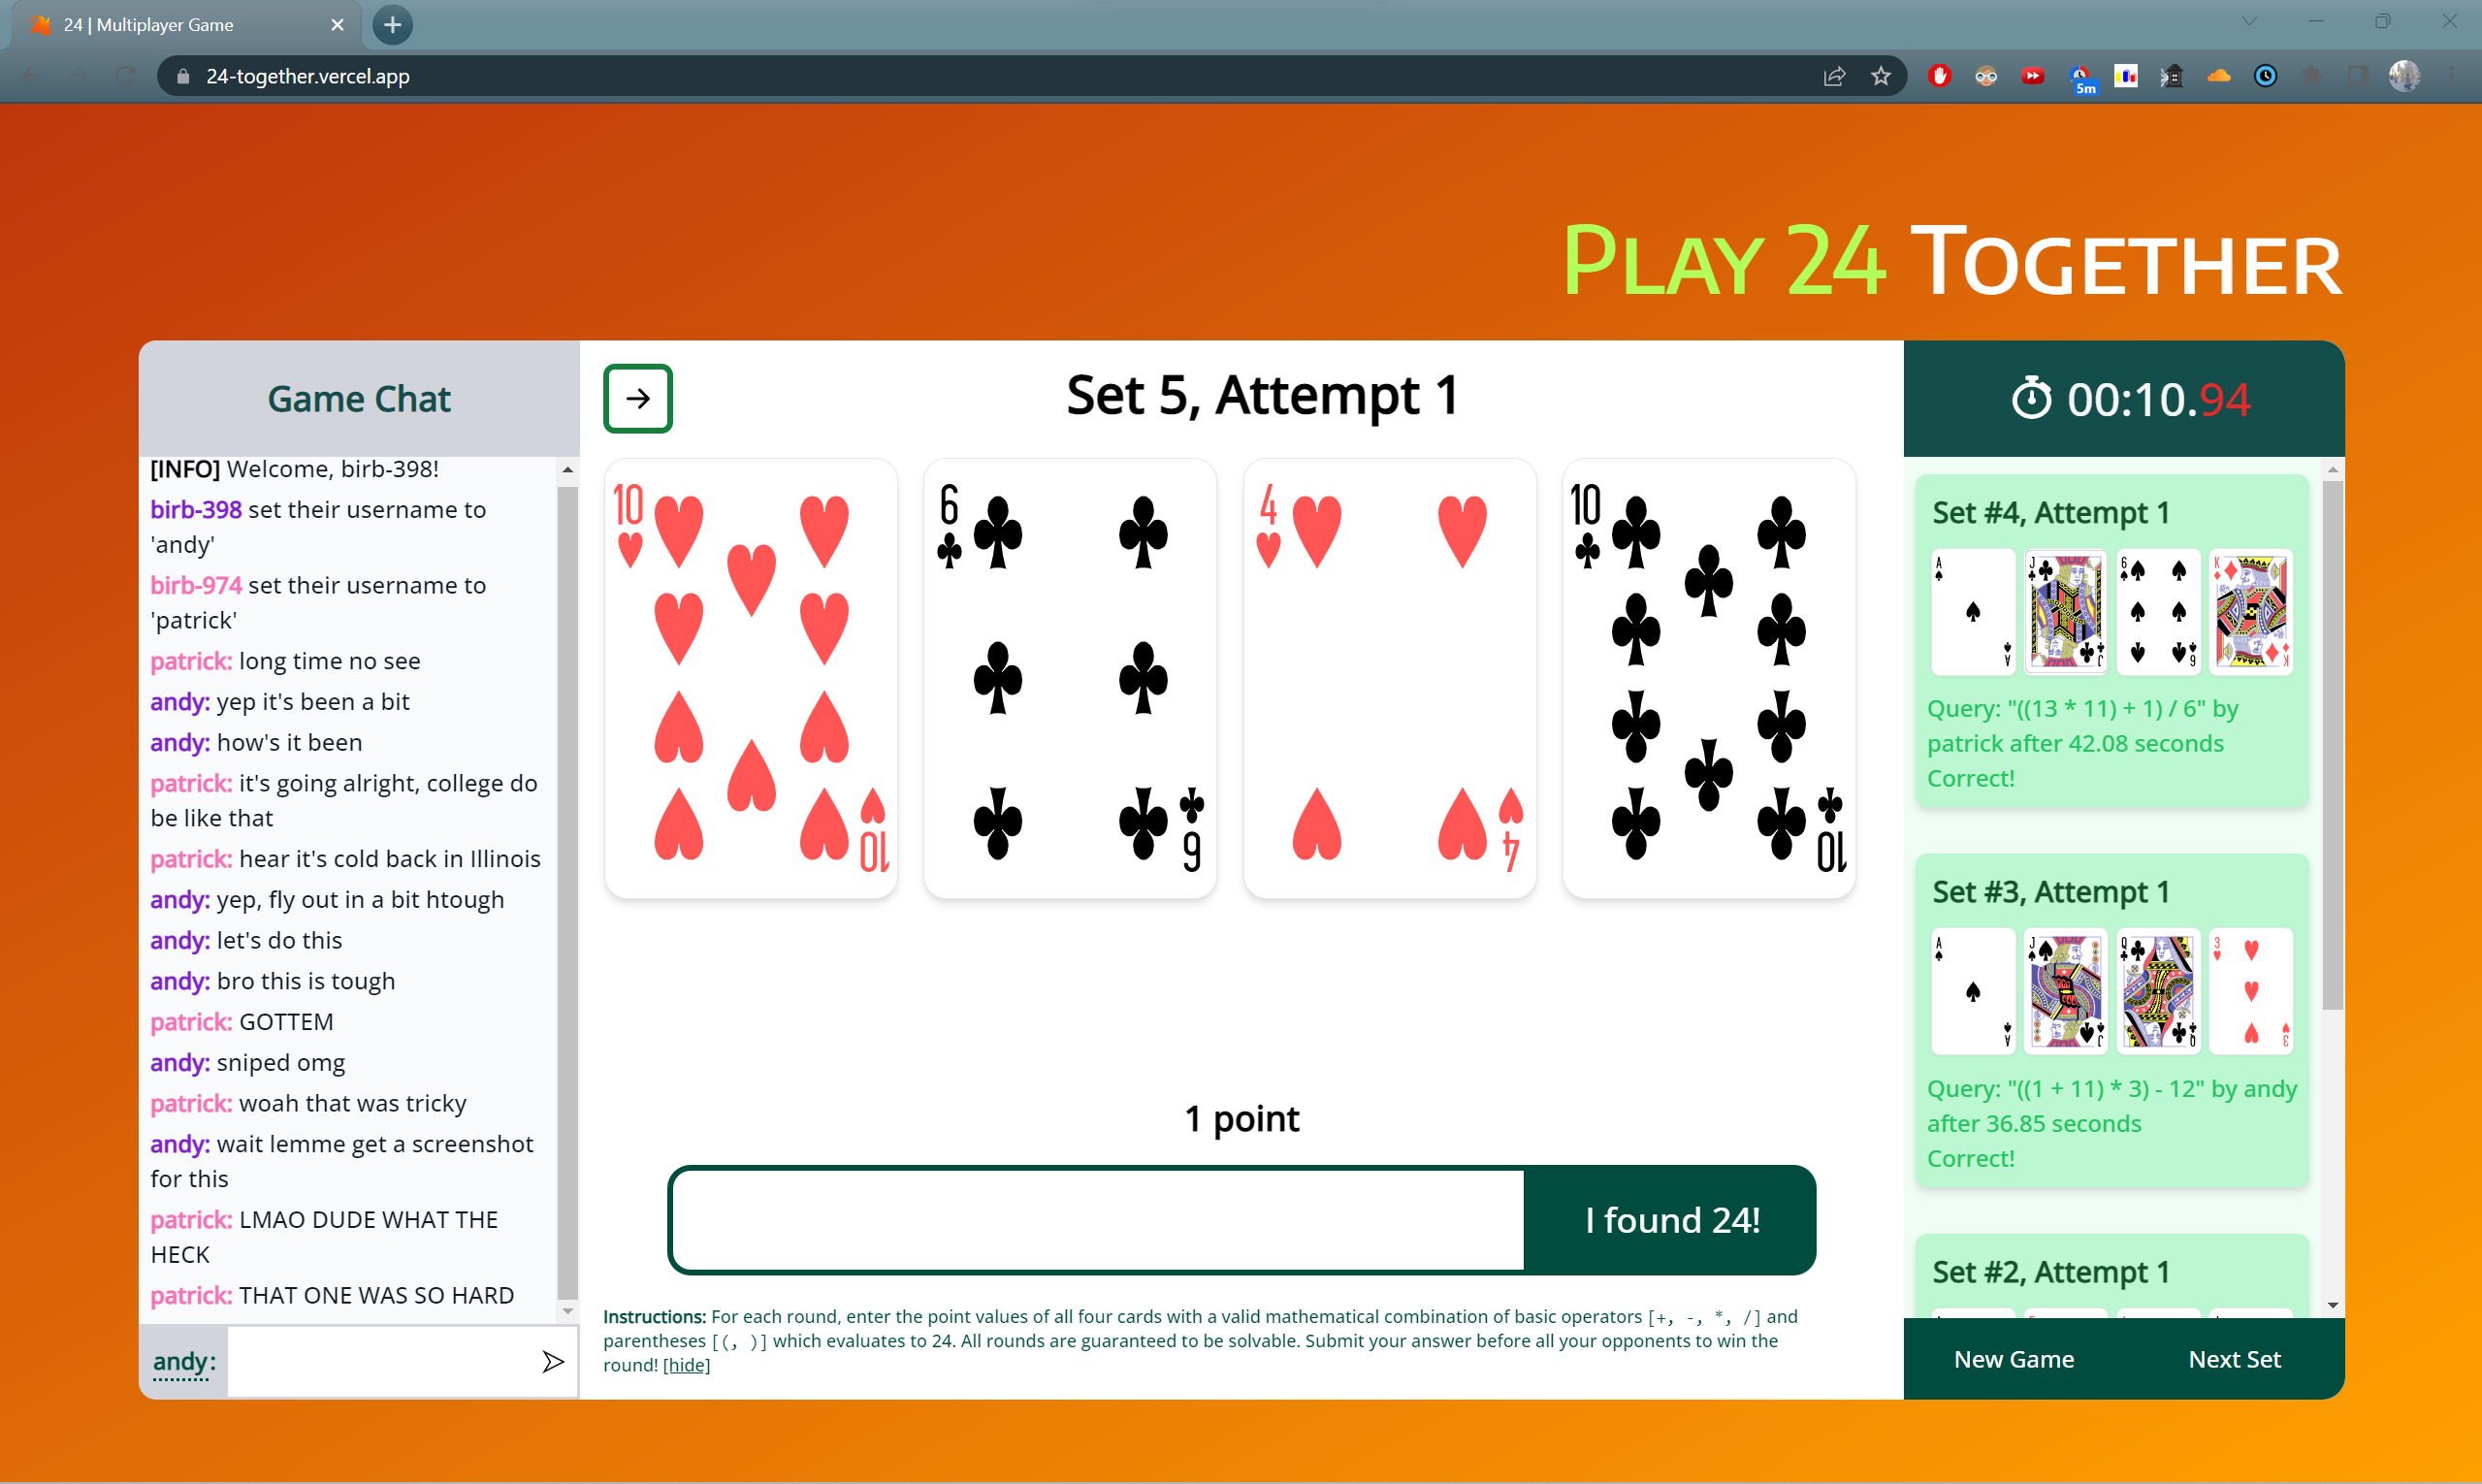 24 | Multiplayer Game
24-together.vercel.app
5m
PLAY 24 TOGETHER
Game Chat
[INFO] Welcome, birb-398!
birb-398 set their username to
'andy'
birb-974 set their username to
'patrick'
patrick: long time no see
andy: yep it's been a bit
andy: how's it been
patrick: it's going alright, college do
be like that
patrick: hear it's cold back in Illinois
andy: yep, fly out in a bit htough
andy: let's do this
andy: bro this is tough
patrick: GOTTEM
andy: sniped omg
patrick: woah that was tricky
andy: wait lemme get a screenshot
for this
patrick: LMAO DUDE WHAT THE
HECK
patrick: THAT ONE WAS SO HARD
andy:
Set 5, Attempt 1
10
10
6
6
4
4
10
10
1 point
I found 24!
Instructions: For each round, enter the point values of all four cards with a valid mathematical combination of basic operators [+, -, *, /] and
parentheses [(, )] which evaluates to 24. All rounds are guaranteed to be solvable. Submit your answer before all your opponents to win the
round! [hide]
00:10.94
Set #4, Attempt 1
A
A
J
J
6
6
K
K
Query: "((13 * 11) + 1) / 6" by
patrick after 42.08 seconds
Correct!
Set #3, Attempt 1
A
A
J
J
Q
Q
3
3
Query: "((1 + 11) * 3) - 12" by andy
after 36.85 seconds
Correct!
Set #2, Attempt 1
New Game
Next Set